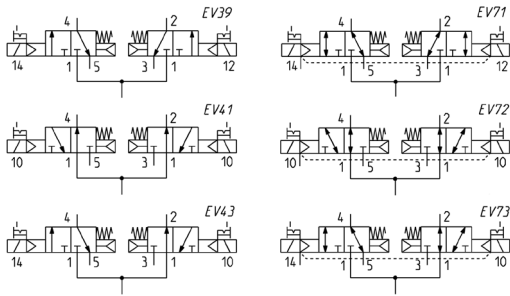 4 2 EV39
14 1 5 3 1 12
4 2 EV71
14 1 5 3 1 12
4 2 EV41
10 1 5 3 1 10
4 2 EV72
10 1 5 3 1 10
4 2 EV43
14 1 5 3 1 10
4 2 EV73
14 1 5 3 1 10